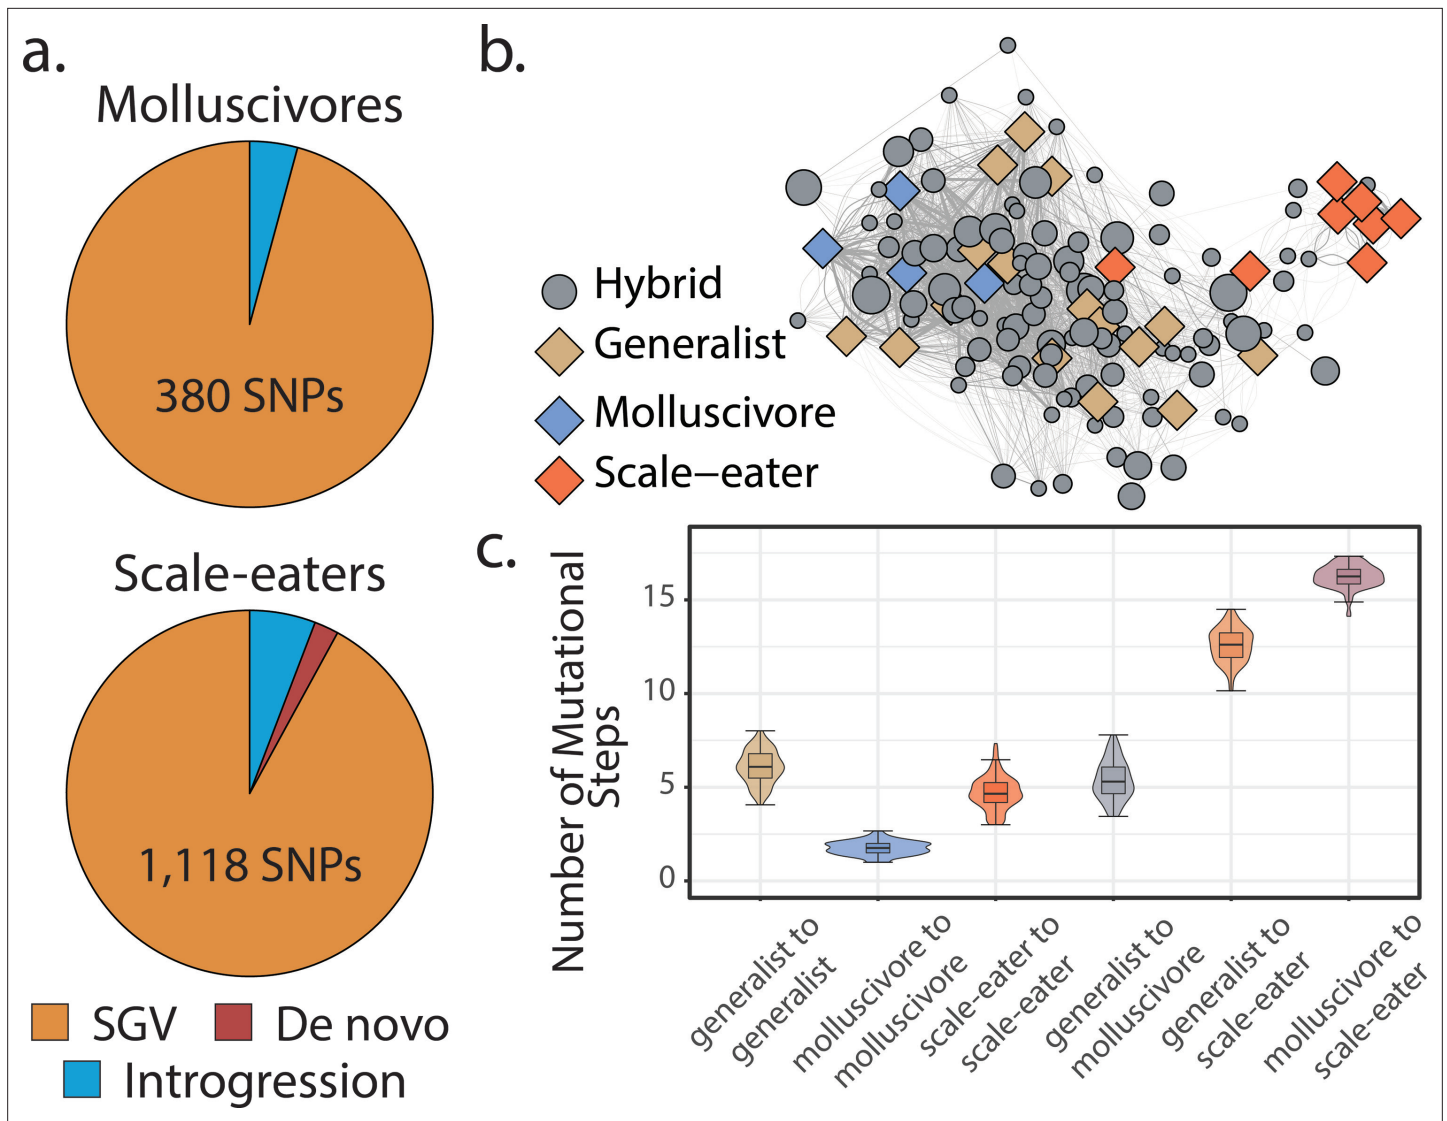 a.
Molluscivores
380 SNPs
Scale-eaters
1,118 SNPs
SGV
De novo
Introgression
b.
Hybrid
Generalist
Molluscivore
Scale−eater
c.
Number of Mutational
Steps
15
10
5
0
generalist to
generalist
molluscivore to
molluscivore
scale-eater to
scale-eater
generalist to
molluscivore
generalist to
scale-eater
molluscivore to
scale-eater